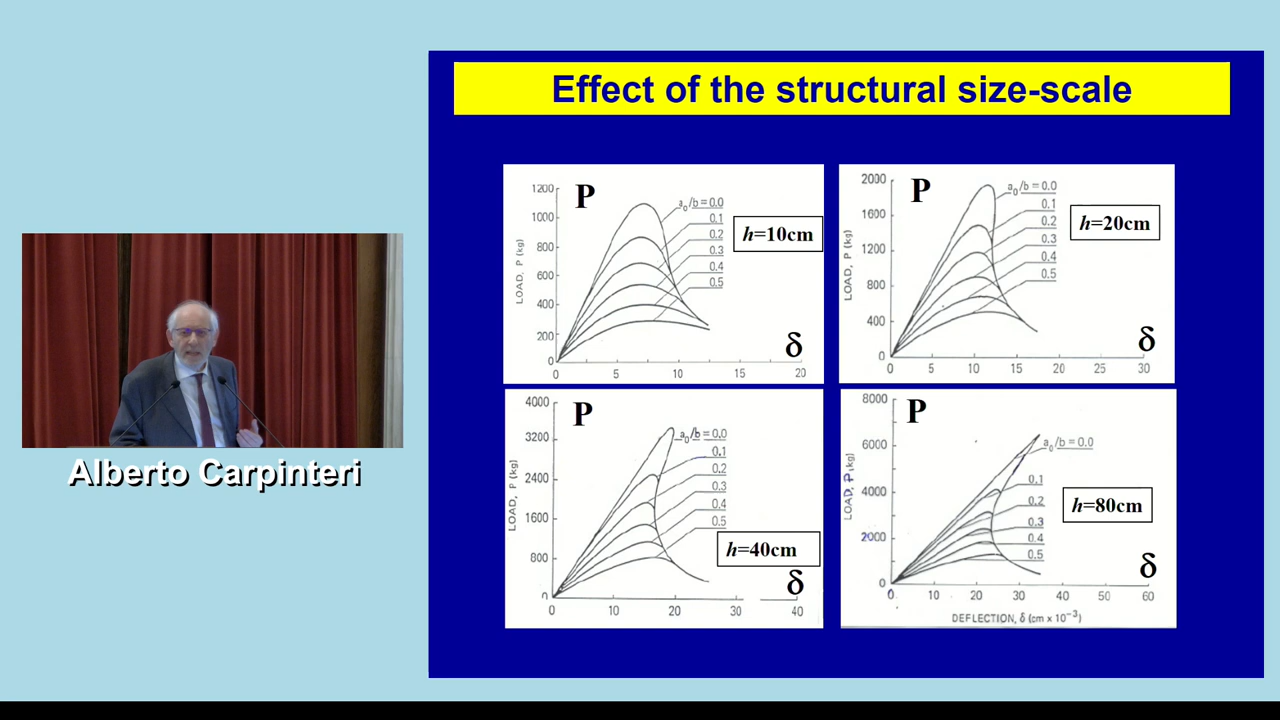 Effect of the structural size-scale
P
1200
1000
800
600
400
200
0
LOAD, P (kg)
a₀/b = 0.0
0.1
0.2
0.3
0.4
0.5
h=10cm
δ
0 5 10 15 20
P
2000
1600
1200
800
400
0
LOAD, P (kg)
a₀/b = 0.0
0.1
0.2
0.3
0.4
0.5
h=20cm
δ
0 5 10 15 20 25 30
P
4000
3200
2400
1600
800
0
LOAD, P (kg)
a₀/b = 0.0
0.1
0.2
0.3
0.4
0.5
h=40cm
δ
0 10 20 30 40
P
8000
6000
4000
2000
0
LOAD, P (kg)
a₀/b = 0.0
0.1
0.2
0.3
0.4
0.5
h=80cm
δ
0 10 20 30 40 50 60
DEFLECTION, δ (cm x 10⁻³)
Alberto Carpinteri